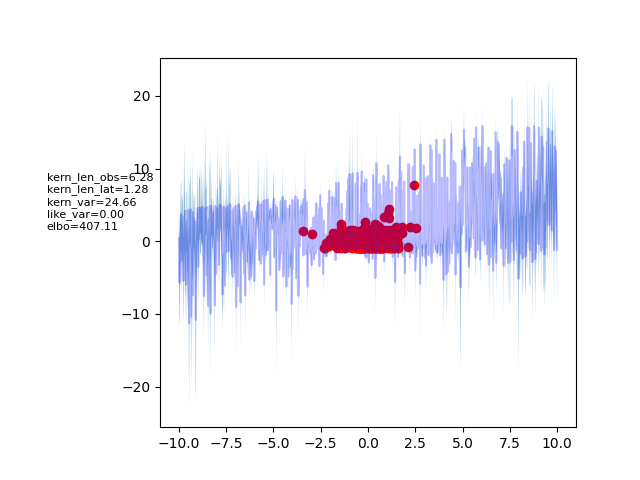 20
10
0
−10
−20
kern_len_obs=6.28
kern_len_lat=1.28
kern_var=24.66
like_var=0.00
elbo=407.11
−10.0 −7.5 −5.0 −2.5 0.0 2.5 5.0 7.5 10.0